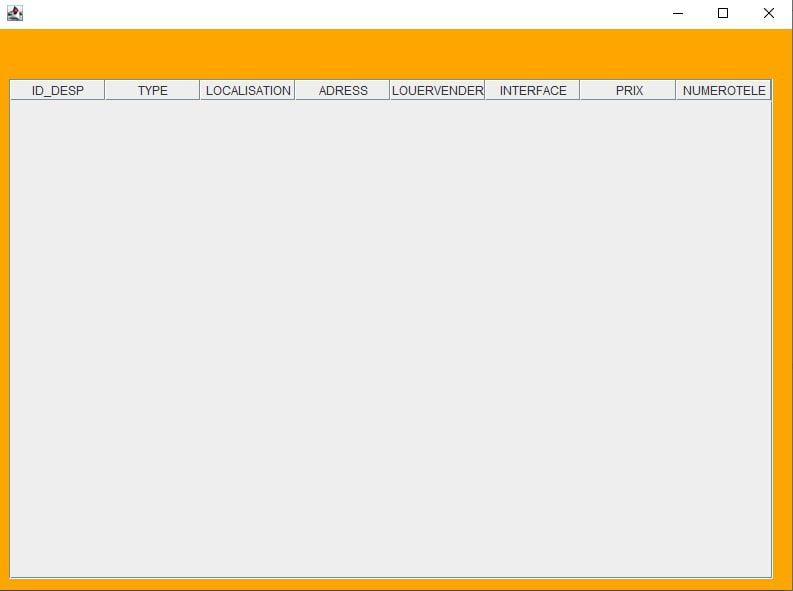 ID_DESP TYPE LOCALISATION ADRESS LOUERVENDER INTERFACE PRIX NUMEROTELE